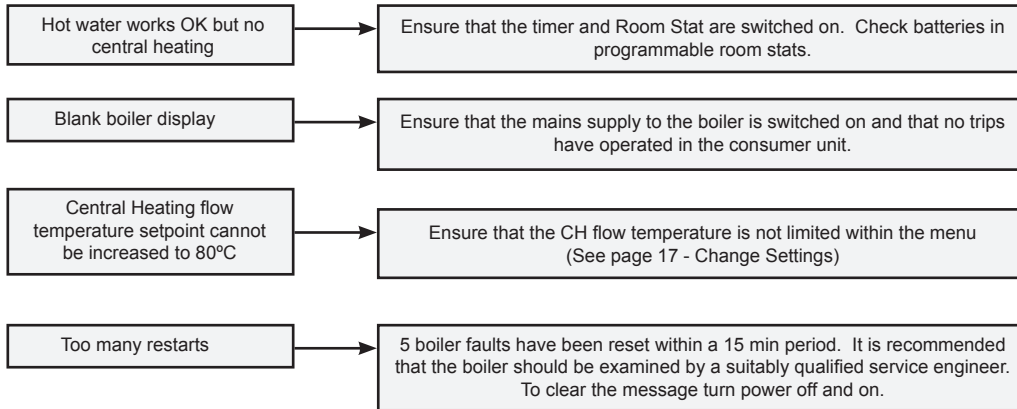 Hot water works OK but no
central heating
Ensure that the timer and Room Stat are switched on.  Check batteries in
programmable room stats.
Blank boiler display
Ensure that the mains supply to the boiler is switched on and that no trips
have operated in the consumer unit.
Central Heating flow
temperature setpoint cannot
be increased to 80ºC
Ensure that the CH flow temperature is not limited within the menu
(See page 17 - Change Settings)
Too many restarts
5 boiler faults have been reset within a 15 min period.  It is recommended
that the boiler should be examined by a suitably qualified service engineer.
To clear the message turn power off and on.